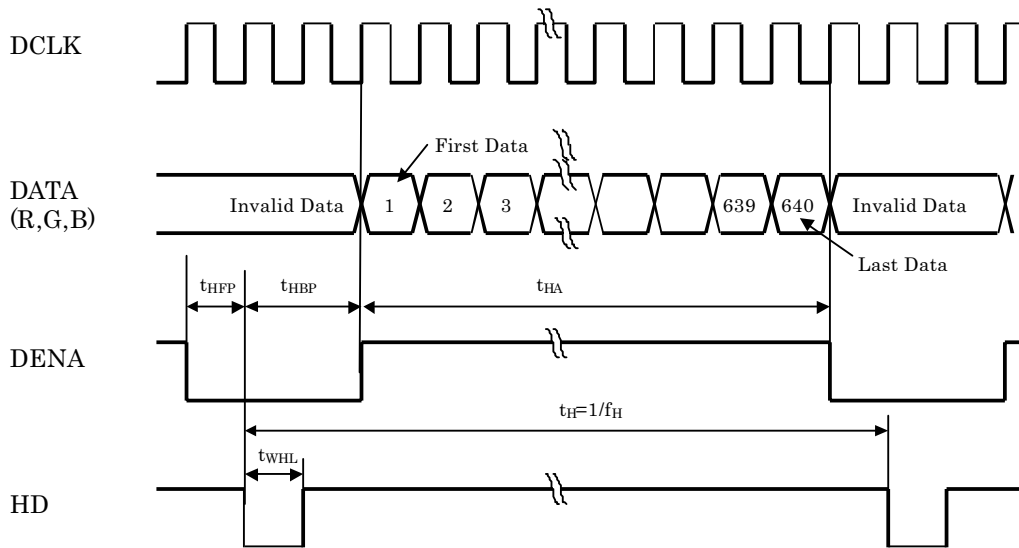 DCLK
First Data
DATA
(R,G,B)
Invalid Data 1 2 3 639 640 Invalid Data
Last Data
tHFP tHBP tHA
DENA
tH=1/fH
tWHL
HD